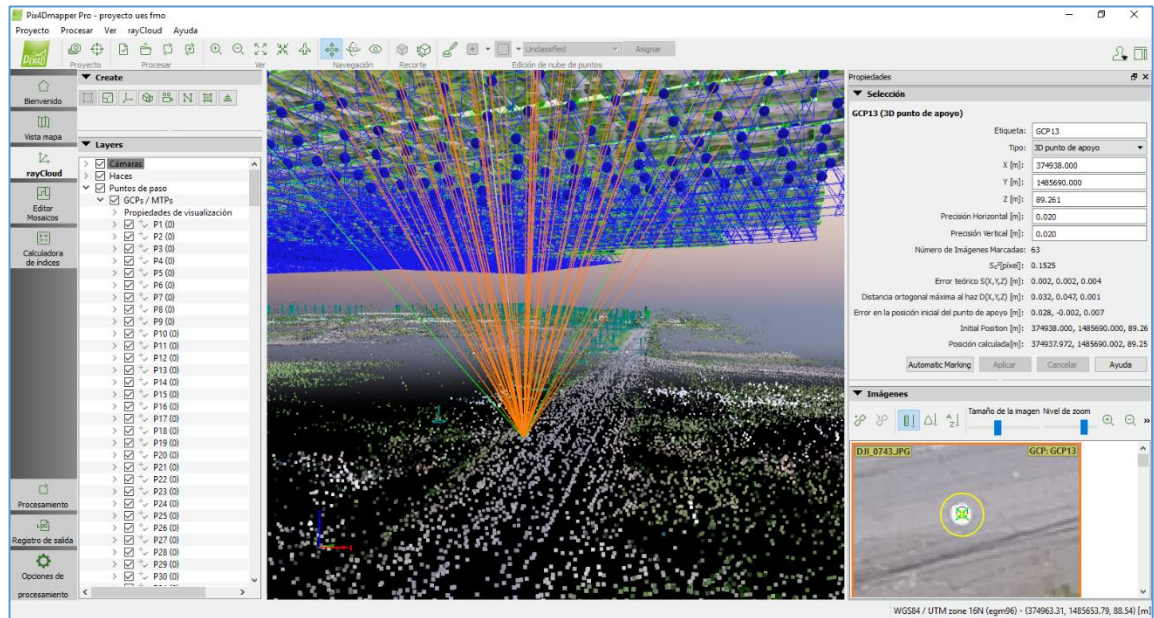 Pix4Dmapper Pro - proyecto ues fmo
Proyecto Procesar Ver rayCloud Ayuda
PIX4D
Proyecto Procesar Ver Navegación Recorte Edición de nube de puntos
Unclassified Asignar
Bienvenido
Vista mapa
rayCloud
Editor
Mosaicos
Calculadora
de índices
Procesamiento
Registro de salida
Opciones de
procesamiento
Create
Layers
Cámaras
Haces
Puntos de paso
GCPs / MTPs
Propiedades de visualización
P1 (0)
P2 (0)
P3 (0)
P4 (0)
P5 (0)
P6 (0)
P7 (0)
P8 (0)
P9 (0)
P10 (0)
P11 (0)
P12 (0)
P13 (0)
P14 (0)
P15 (0)
P16 (0)
P17 (0)
P18 (0)
P19 (0)
P20 (0)
P21 (0)
P22 (0)
P23 (0)
P24 (0)
P25 (0)
P26 (0)
P27 (0)
P28 (0)
P29 (0)
P30 (0)
Propiedades
Selección
GCP13 (3D punto de apoyo)
Etiqueta: GCP13
Tipo: 3D punto de apoyo
X [m]: 374938.000
Y [m]: 1485690.000
Z [m]: 89.261
Precisión Horizontal [m]: 0.020
Precisión Vertical [m]: 0.020
Número de Imágenes Marcadas: 63
S₀²[píxel]: 0.1525
Error teórico S(X,Y,Z) [m]: 0.002, 0.002, 0.004
Distancia ortogonal máxima al haz D(X,Y,Z) [m]: 0.032, 0.047, 0.001
Error en la posición inicial del punto de apoyo [m]: 0.028, -0.002, 0.007
Initial Position [m]: 374938.000, 1485690.000, 89.26
Posición calculada[m]: 374937.972, 1485690.002, 89.25
Automatic Marking Aplicar Cancelar Ayuda
Imágenes
Tamaño de la imagen Nivel de zoom
DJI_0743.JPG GCP: GCP13
WGS84 / UTM zone 16N (egm96) - (374963.31, 1485653.79, 88.54) [m]